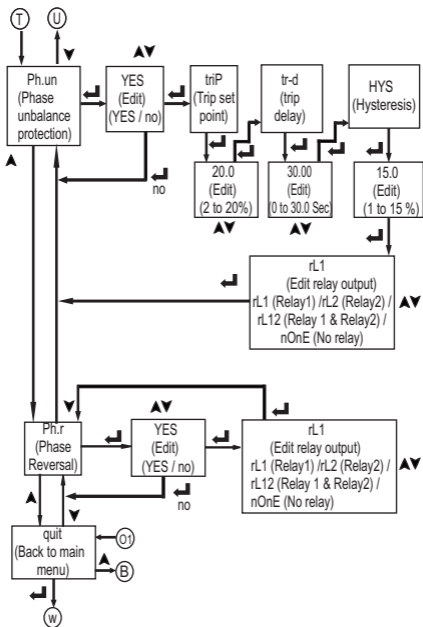 T
U
Ph.un
(Phase
unbalance
protection)
YES
(Edit)
(YES / no)
no
triP
(Trip set
point)
20.0
(Edit)
(2 to 20%)
tr-d
(trip
delay)
30.00
(Edit)
(0 to 30.0 Sec)
HYS
(Hysteresis)
15.0
(Edit)
(1 to 15 %)
rL1
(Edit relay output)
rL1 (Relay1) /rL2 (Relay2) /
rL12 (Relay 1 & Relay2) /
nOnE (No relay)
Ph.r
(Phase
Reversal)
YES
(Edit)
(YES / no)
no
rL1
(Edit relay output)
rL1 (Relay1) /rL2 (Relay2) /
rL12 (Relay 1 & Relay2) /
nOnE (No relay)
quit
(Back to main
menu)
O1
B
w